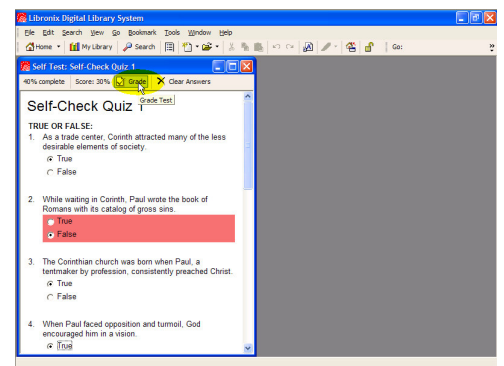 Libronix Digital Library System
File Edit Search View Go Bookmark Tools Window Help
Home My Library Search Go:
Self Test: Self-Check Quiz 1
40% complete Score: 30% Grade Clear Answers
Self-Check Quiz 1
Grade Test
TRUE OR FALSE:
1. As a trade center, Corinth attracted many of the less
desirable elements of society.
True
False
2. While waiting in Corinth, Paul wrote the book of
Romans with its catalog of gross sins.
True
False
3. The Corinthian church was born when Paul, a
tentmaker by profession, consistently preached Christ.
True
False
4. When Paul faced opposition and turmoil, God
encouraged him in a vision.
True